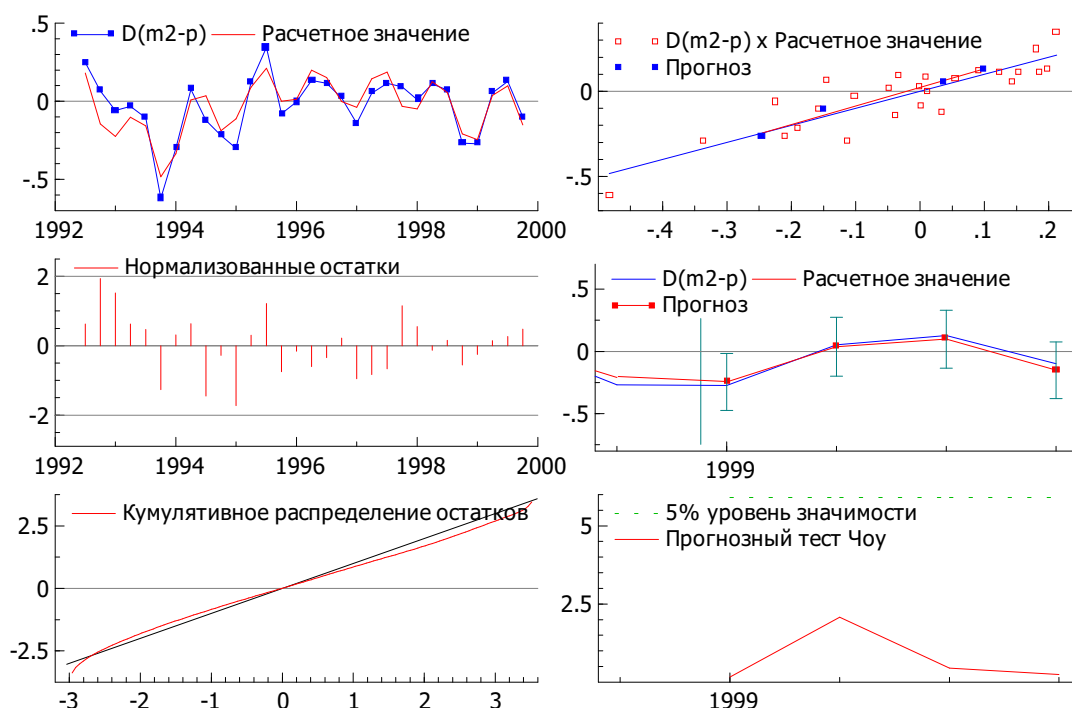 D(m2-p) Расчетное значение
.5
0
-.5
1992 1994 1996 1998 2000
D(m2-p) x Расчетное значение
Прогноз
.5
0
-.5
-.4 -.3 -.2 -.1 0 .1 .2
Нормализованные остатки
2
0
-2
1992 1994 1996 1998 2000
D(m2-p) Расчетное значение
Прогноз
.5
0
-.5
1999
Кумулятивное распределение остатков
2.5
0
-2.5
-3 -2 -1 0 1 2 3
5% уровень значимости
Прогнозный тест Чоу
5
2.5
1999